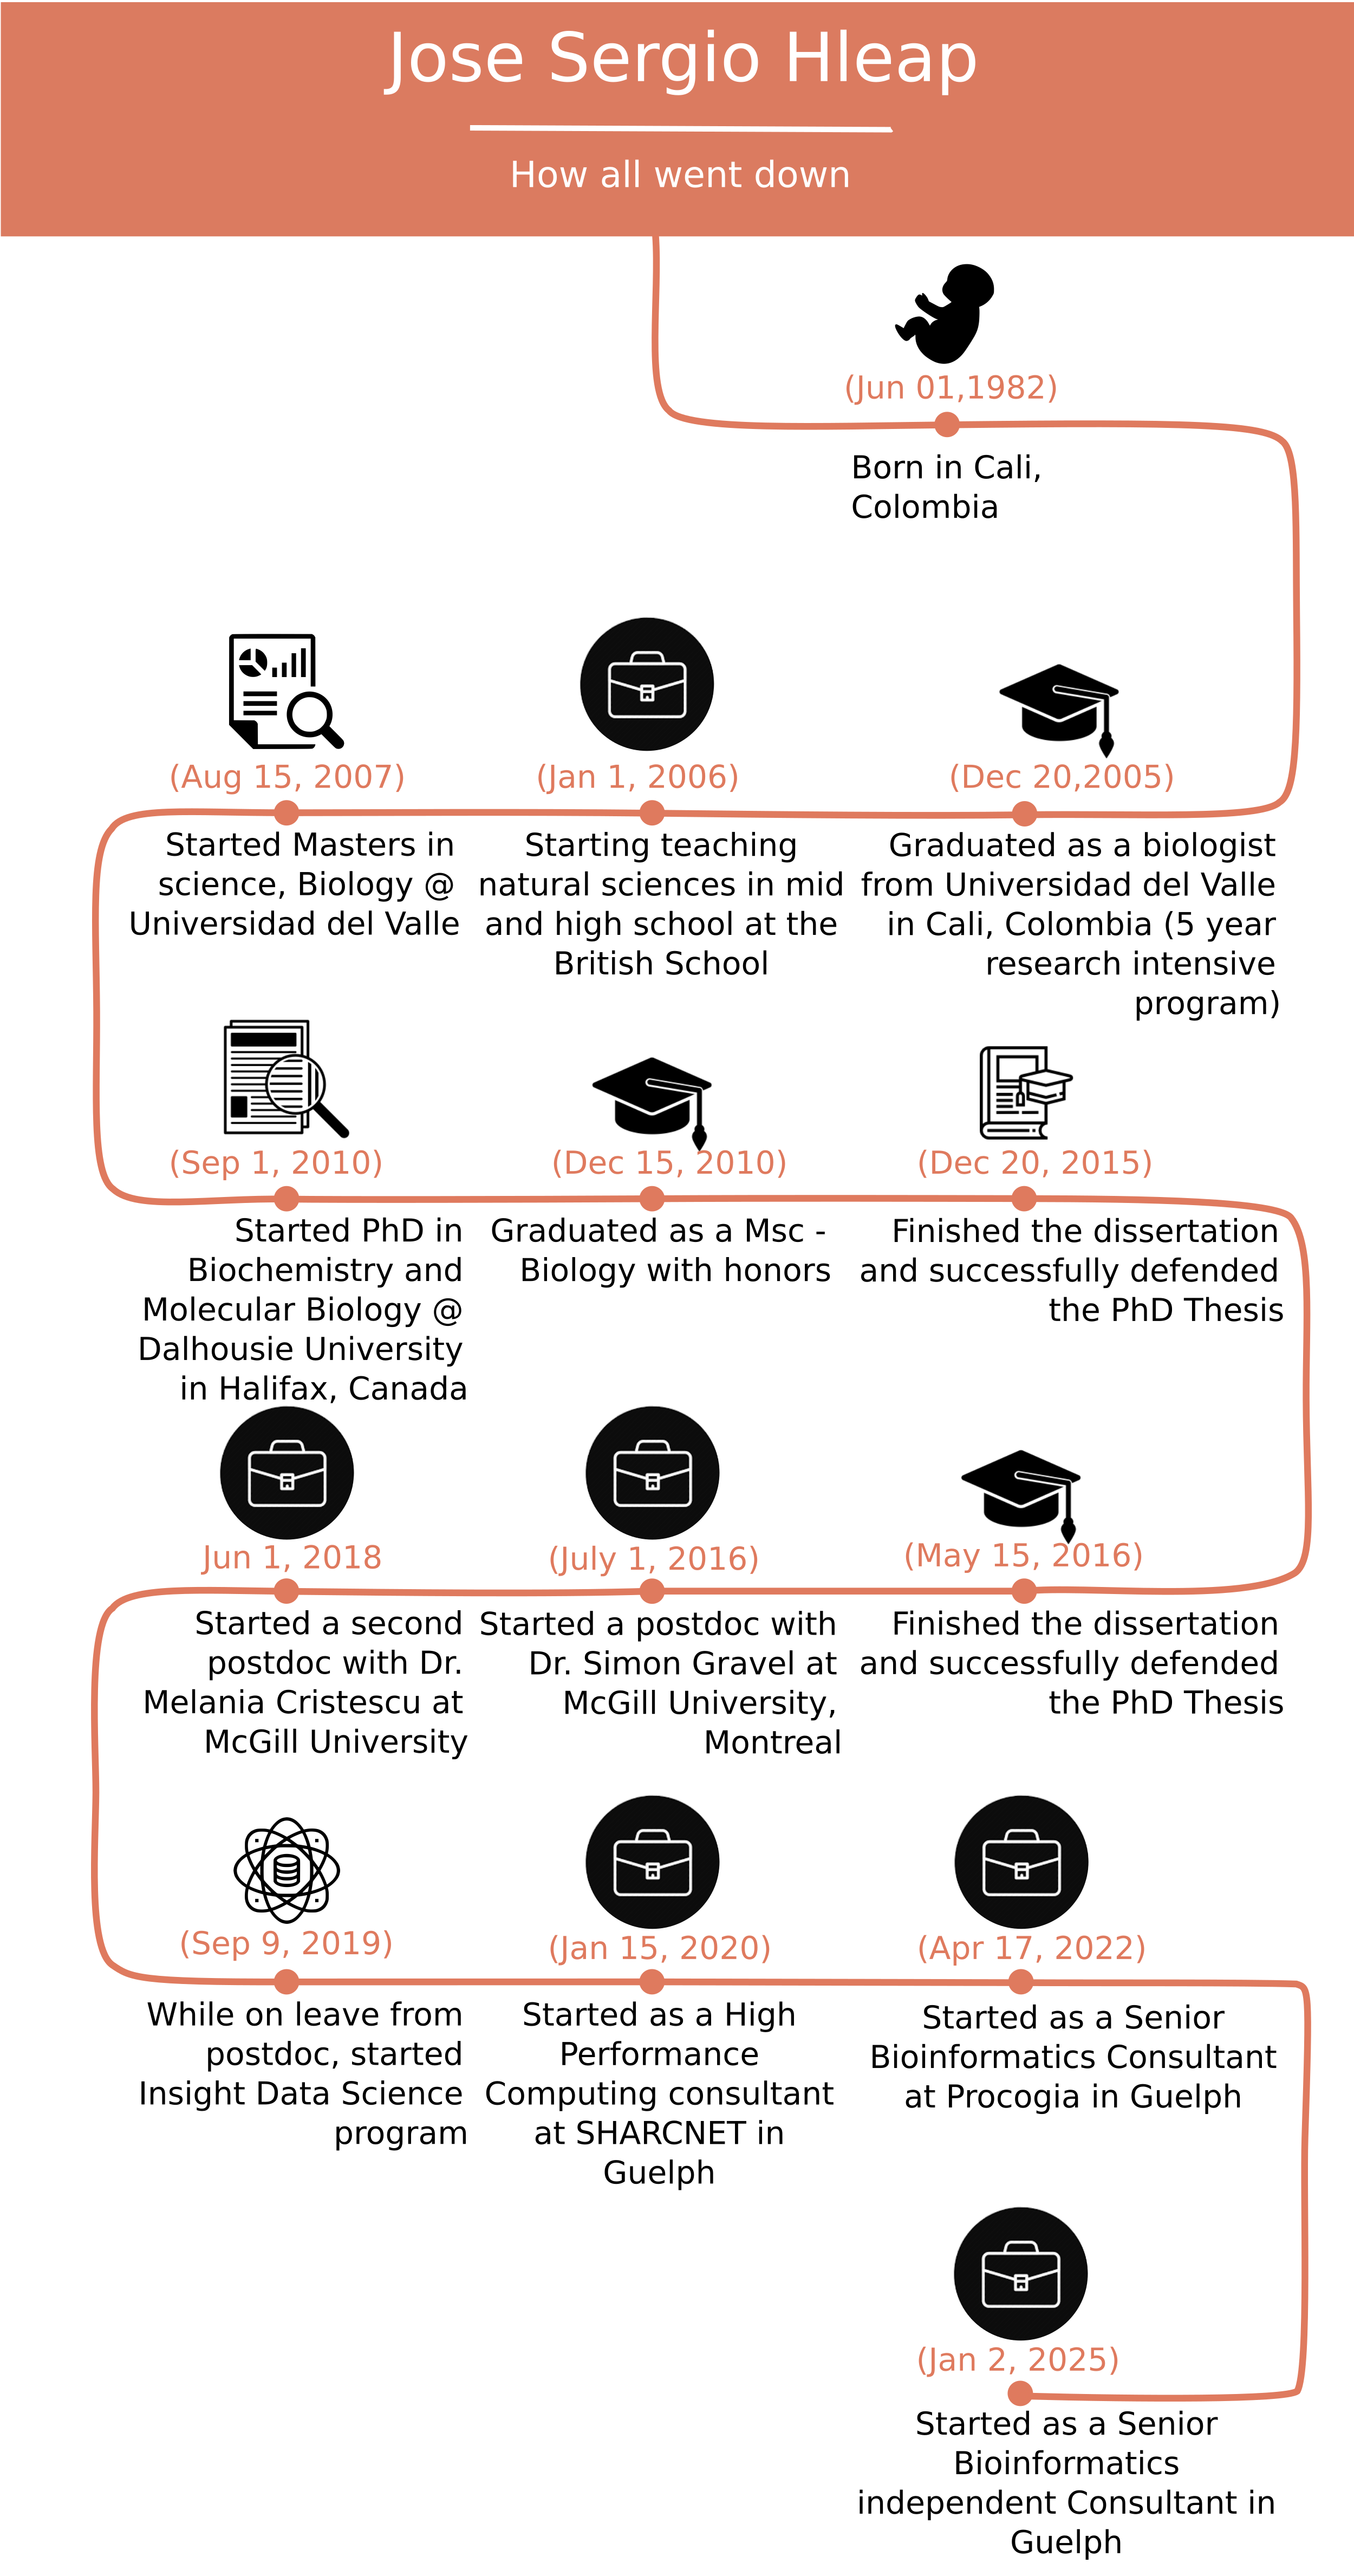 Jose Sergio Hleap
How all went down
(Jun 01,1982)
Born in Cali,
Colombia
(Dec 20,2005)
Graduated as a biologist
from Universidad del Valle
in Cali, Colombia (5 year
research intensive
program)
(Jan 1, 2006)
Starting teaching
natural sciences in mid
and high school at the
British School
(Aug 15, 2007)
Started Masters in
science, Biology @
Universidad del Valle
(Sep 1, 2010)
Started PhD in
Biochemistry and
Molecular Biology @
Dalhousie University
in Halifax, Canada
(Dec 15, 2010)
Graduated as a Msc -
Biology with honors
(Dec 20, 2015)
Finished the dissertation
and successfully defended
the PhD Thesis
(May 15, 2016)
Finished the dissertation
and successfully defended
the PhD Thesis
(July 1, 2016)
Started a postdoc with
Dr. Simon Gravel at
McGill University,
Montreal
Jun 1, 2018
Started a second
postdoc with Dr.
Melania Cristescu at
McGill University
(Sep 9, 2019)
While on leave from
postdoc, started
Insight Data Science
program
(Jan 15, 2020)
Started as a High
Performance
Computing consultant
at SHARCNET in
Guelph
(Apr 17, 2022)
Started as a Senior
Bioinformatics Consultant
at Procogia in Guelph
(Jan 2, 2025)
Started as a Senior
Bioinformatics
independent Consultant in
Guelph